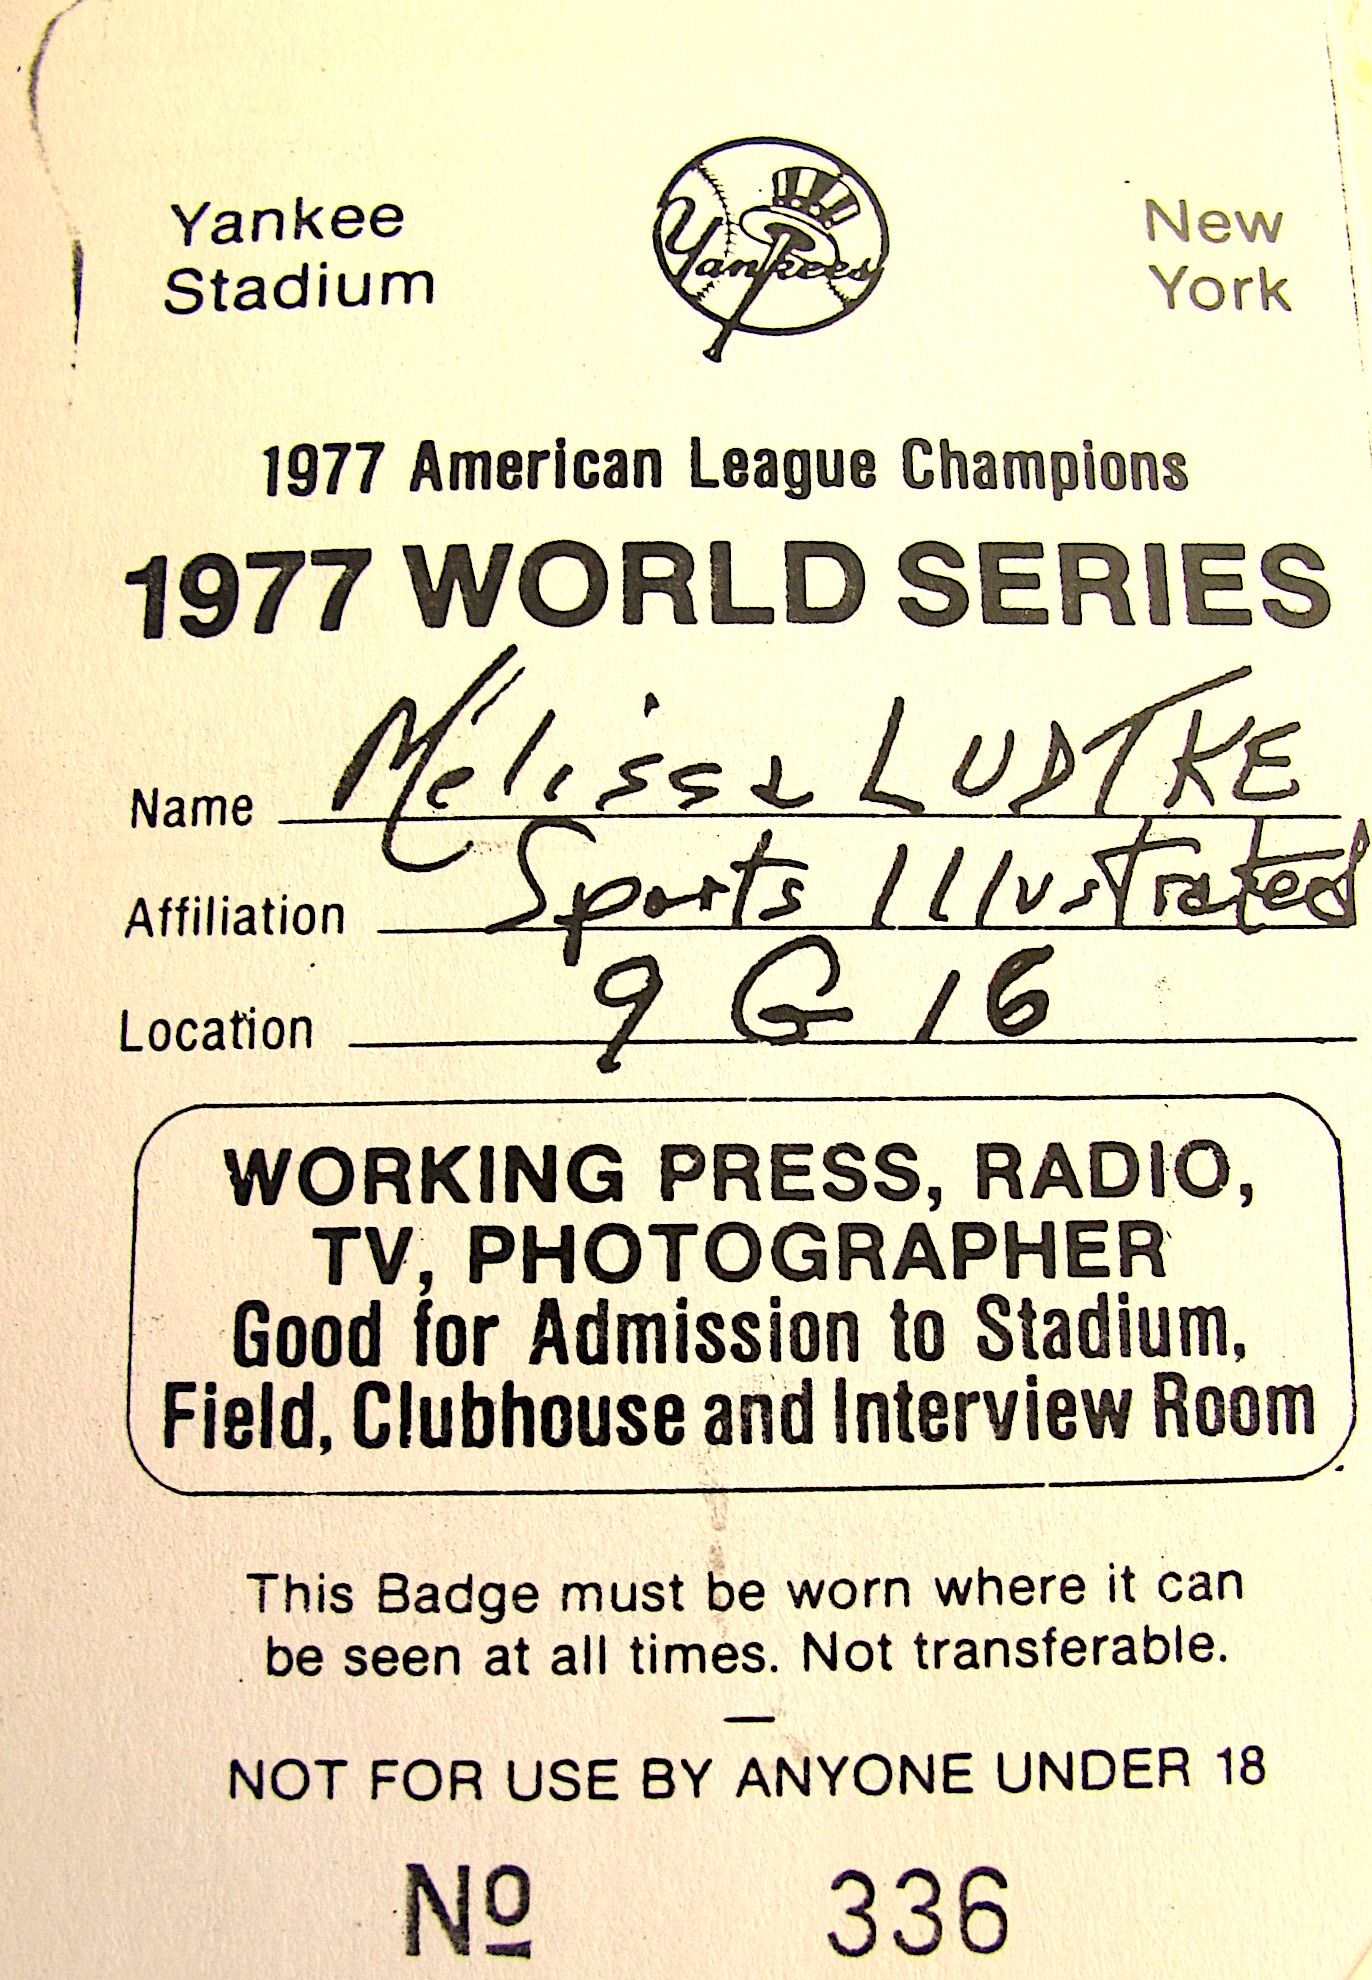 Yankee Stadium
Yankees
New York
1977 American League Champions
1977 WORLD SERIES
Name Melissa LUDTKE
Affiliation Sports Illustrated
Location 9 G 16
WORKING PRESS, RADIO,
TV, PHOTOGRAPHER
Good for Admission to Stadium,
Field, Clubhouse and Interview Room
This Badge must be worn where it can
be seen at all times. Not transferable.
NOT FOR USE BY ANYONE UNDER 18
Nº 336